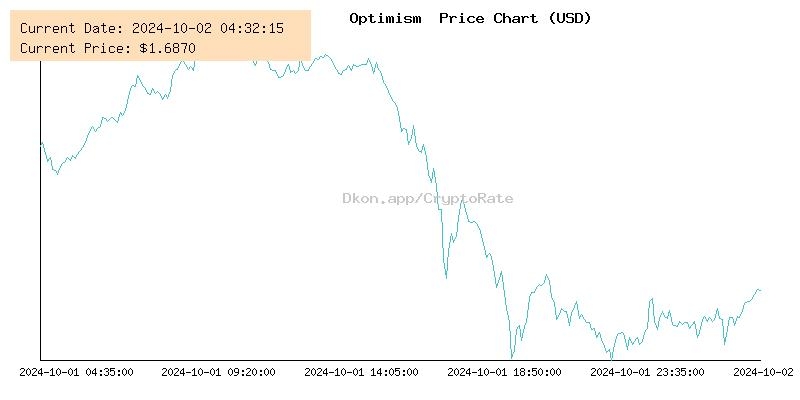 Optimism  Price Chart (USD)
Current Date: 2024-10-02 04:32:15
Current Price: $1.6870
Dkon.app/CryptoRate
2024-10-01 04:35:00 2024-10-01 09:20:00 2024-10-01 14:05:00 2024-10-01 18:50:00 2024-10-01 23:35:00 2024-10-02